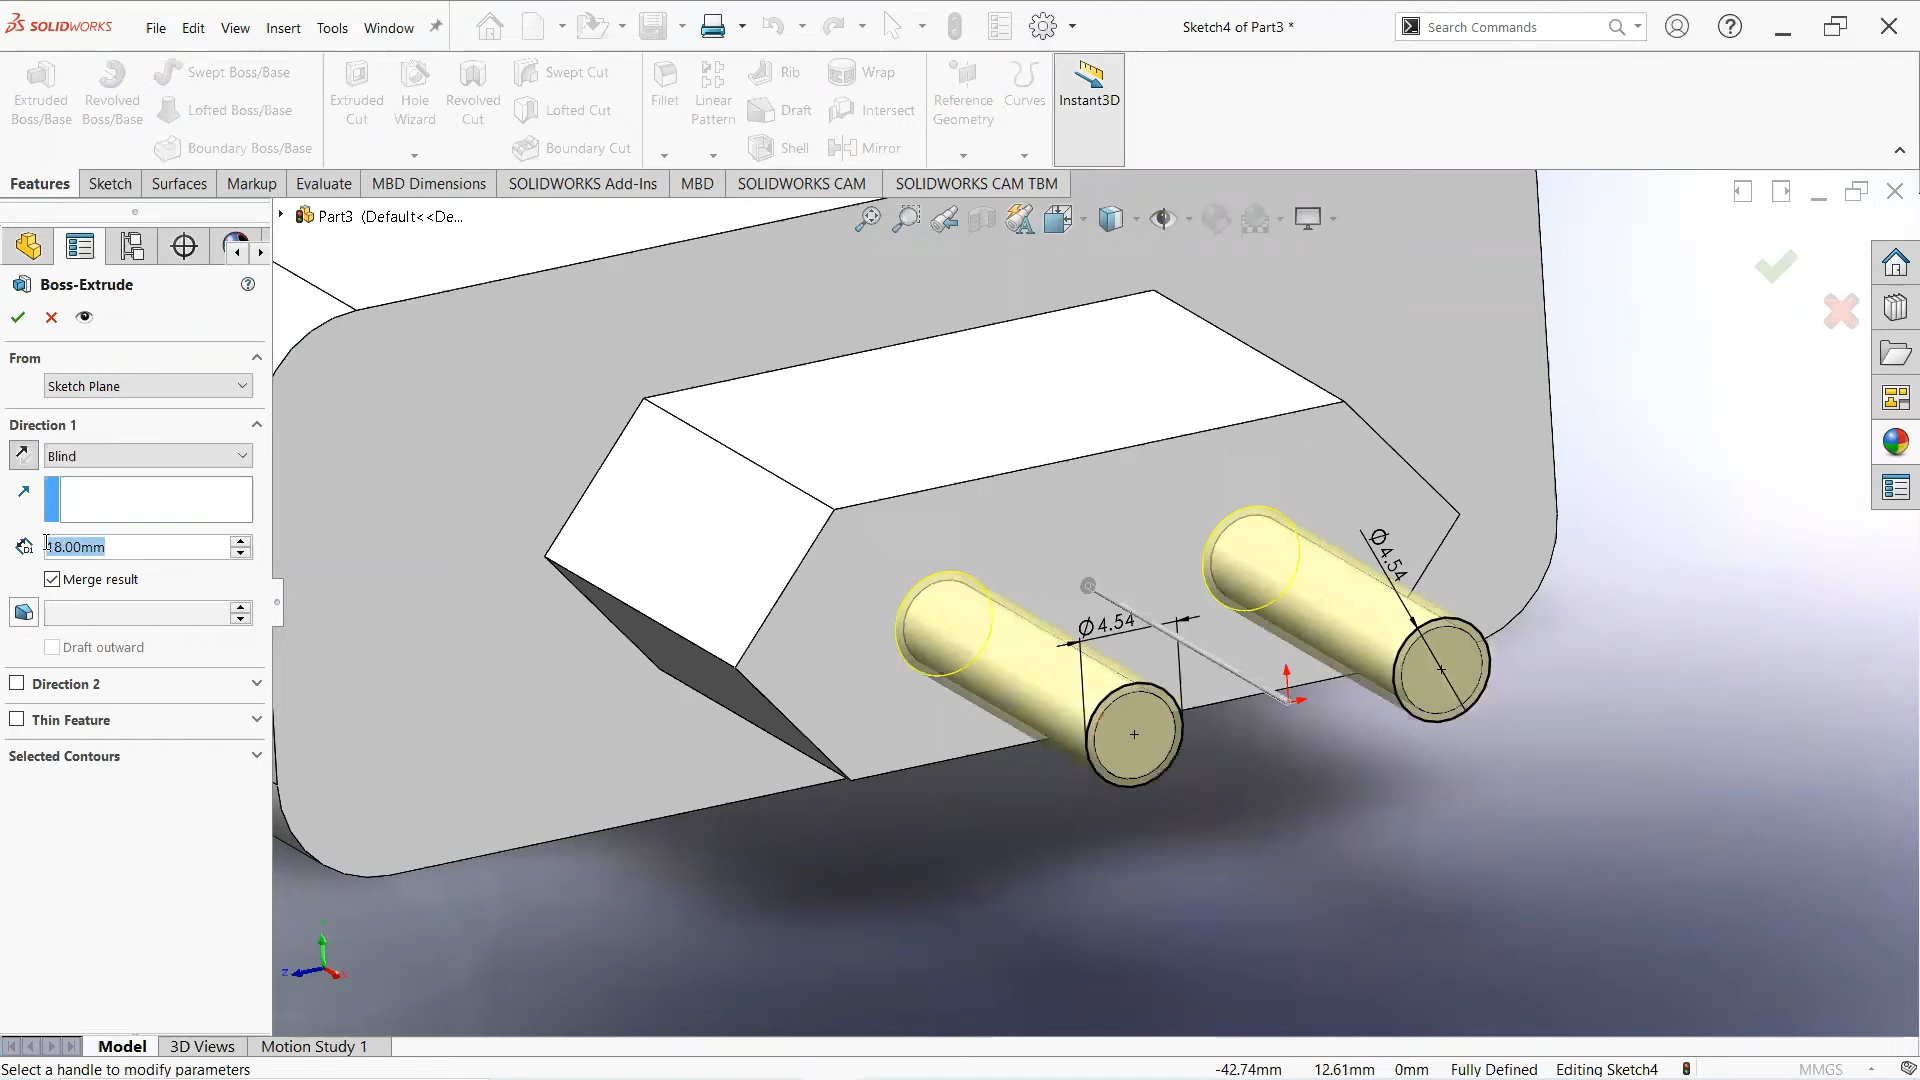 SOLIDWORKS File Edit View Insert Tools Window Sketch4 of Part3 * Search Commands
Extruded Boss/Base
Revolved Boss/Base
Swept Boss/Base
Lofted Boss/Base
Boundary Boss/Base
Extruded Cut
Hole Wizard
Revolved Cut
Swept Cut
Lofted Cut
Boundary Cut
Fillet
Linear Pattern
Rib
Draft
Shell
Wrap
Intersect
Mirror
Reference Geometry
Curves
Instant3D
Features Sketch Surfaces Markup Evaluate MBD Dimensions SOLIDWORKS Add-Ins MBD SOLIDWORKS CAM SOLIDWORKS CAM TBM
Part3 (Default<<De...
Boss-Extrude
From
Sketch Plane
Direction 1
Blind
D1 18.00mm
Merge result
Draft outward
Direction 2
Thin Feature
Selected Contours
Ø4.54
Ø4.54
Z
Model 3D Views Motion Study 1
Select a handle to modify parameters -42.74mm 12.61mm 0mm Fully Defined Editing Sketch4 MMGS